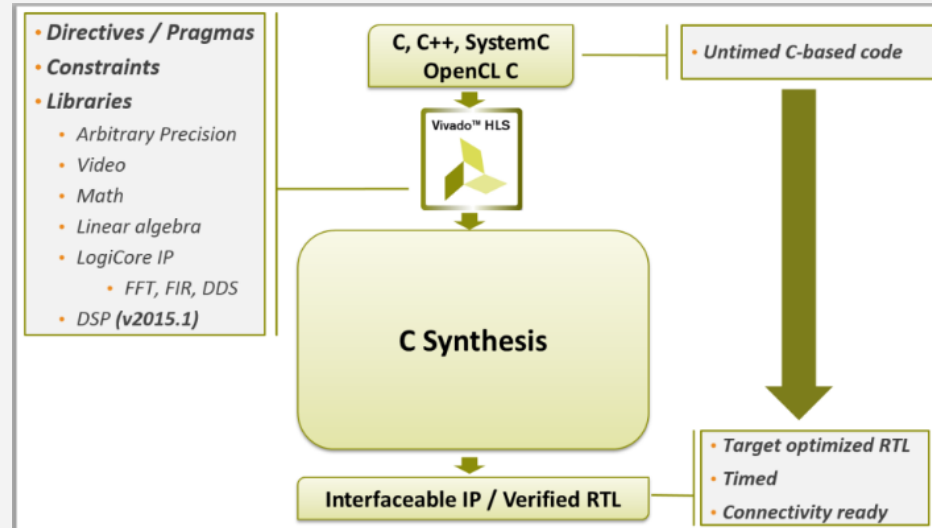 • Directives / Pragmas
• Constraints
• Libraries
• Arbitrary Precision
• Video
• Math
• Linear algebra
• LogiCore IP
• FFT, FIR, DDS
• DSP (v2015.1)
C, C++, SystemC
OpenCL C
• Untimed C-based code
Vivado™ HLS
C Synthesis
Interfaceable IP / Verified RTL
• Target optimized RTL
• Timed
• Connectivity ready